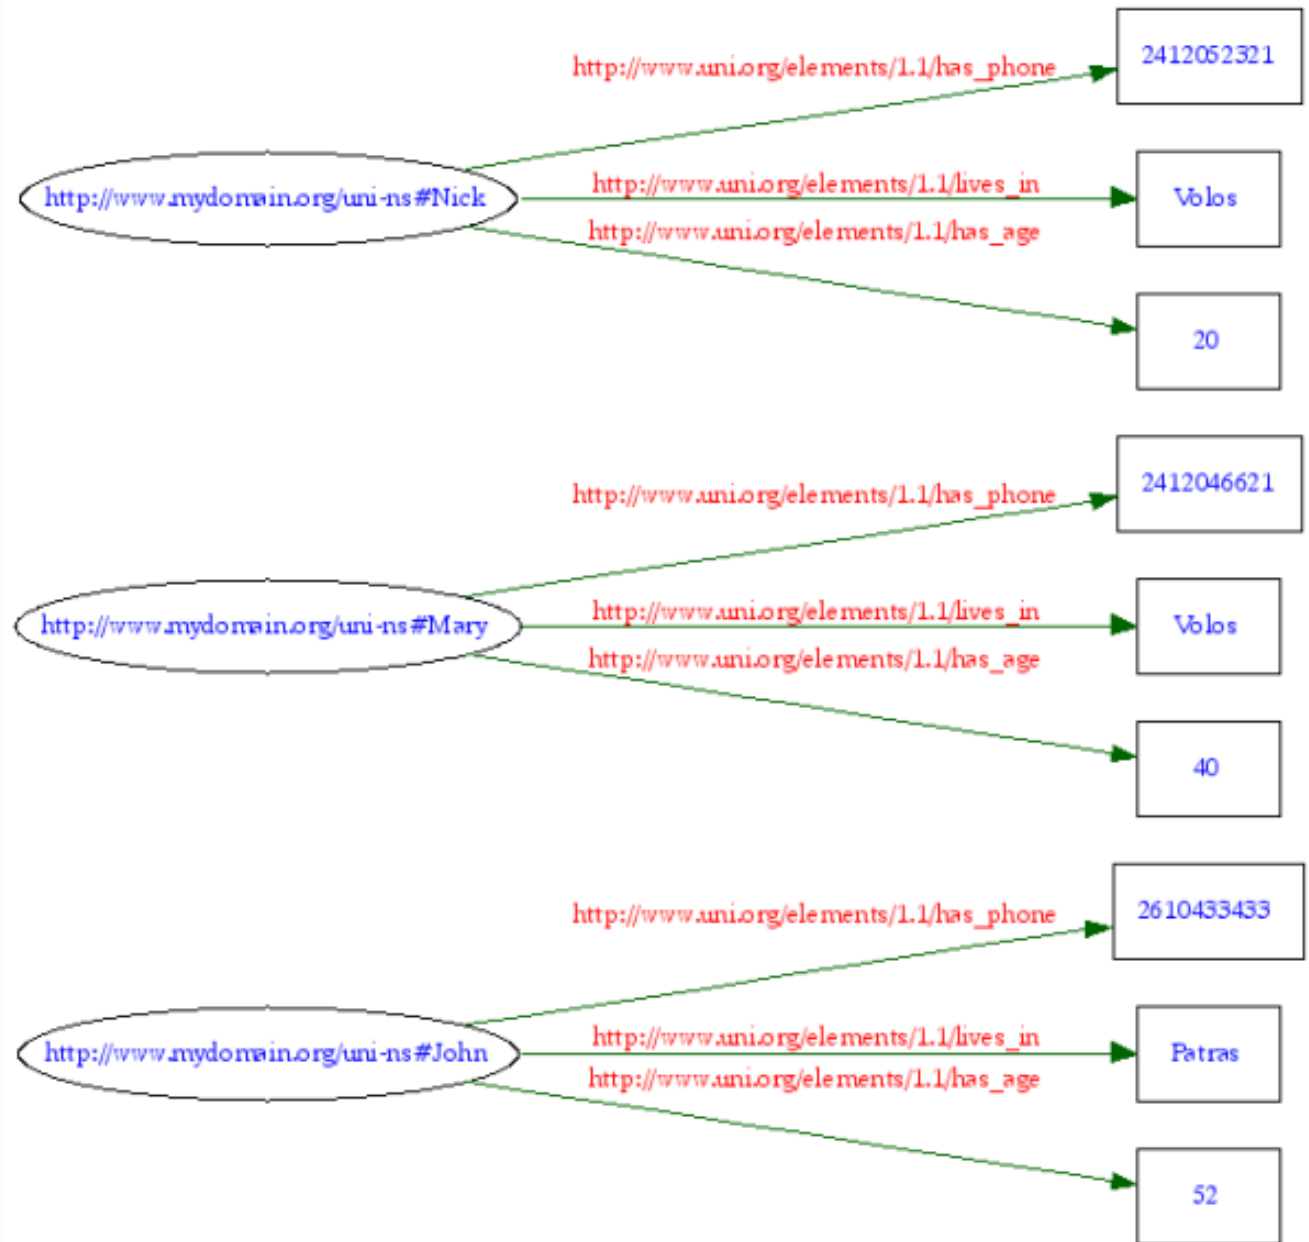 http://www.uni.org/elements/1.1/has_phone
2412052321
http://www.mydomain.org/uni-ns#Nick
http://www.uni.org/elements/1.1/lives_in
Volos
http://www.uni.org/elements/1.1/has_age
20
http://www.uni.org/elements/1.1/has_phone
2412046621
http://www.mydomain.org/uni-ns#Mary
http://www.uni.org/elements/1.1/lives_in
Volos
http://www.uni.org/elements/1.1/has_age
40
http://www.uni.org/elements/1.1/has_phone
2610433433
http://www.mydomain.org/uni-ns#John
http://www.uni.org/elements/1.1/lives_in
Patras
http://www.uni.org/elements/1.1/has_age
52